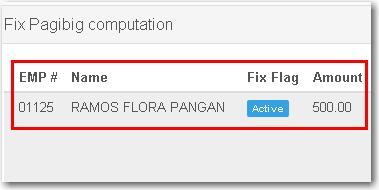 Fix Pagibig computation
EMP # Name Fix Flag Amount
01125 RAMOS FLORA PANGAN Active 500.00